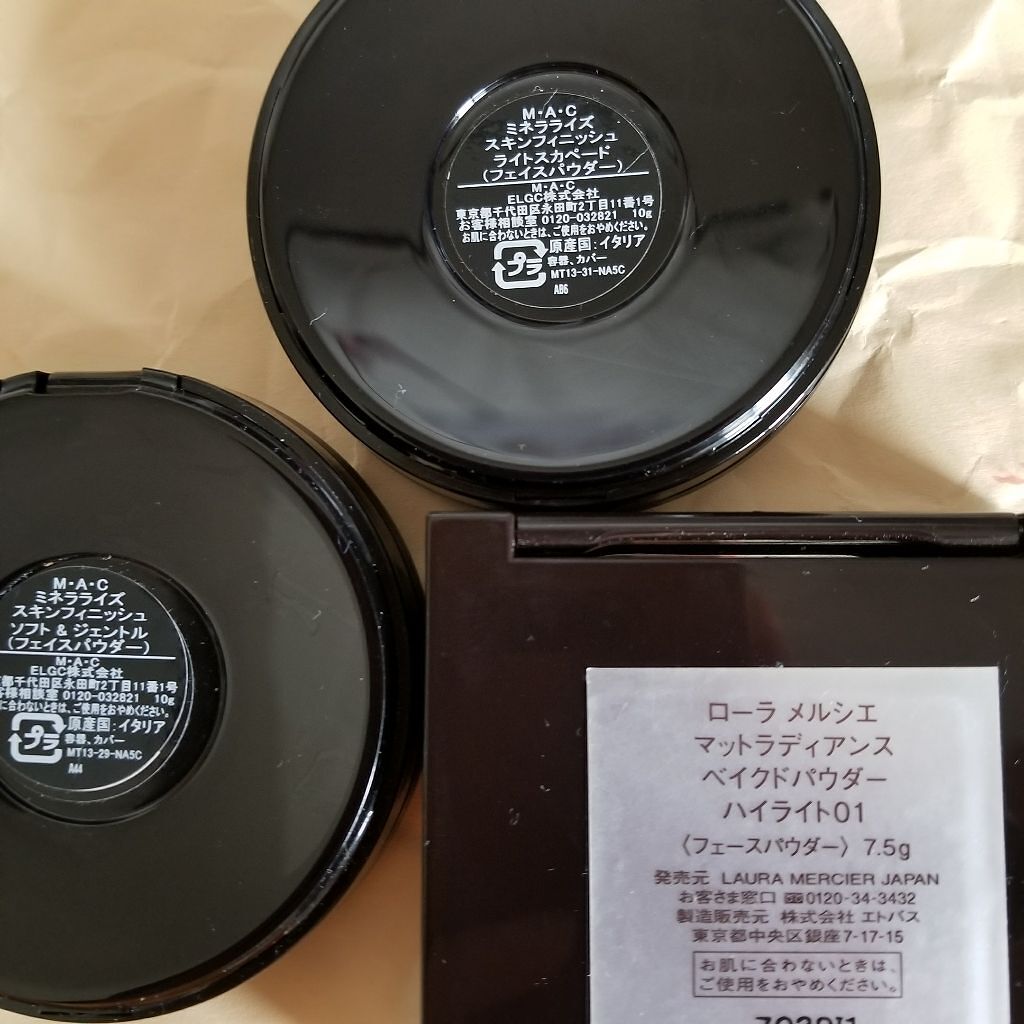 M・A・C
ミネラライズ
スキンフィニッシュ
ライトスカペード
(フェイスパウダー)
M・A・C
ELGC株式会社
東京都千代田区永田町2丁目11番1号
お客様相談室 0120-032821 10g
お肌に合わないときは、ご使用をおやめください。
プラ
原産国：イタリア
容器、カバー
MT13-31-NA5C
AB6
M・A・C
ミネラライズ
スキンフィニッシュ
ソフト & ジェントル
(フェイスパウダー)
M・A・C
ELGC株式会社
都千代田区永田町2丁目11番1号
客様相談室 0120-032821 10g
に合わないときは、ご使用をおやめください。
プラ
原産国：イタリア
容器、カバー
MT13-29-NA5C
A44
ローラ メルシエ
マットラディアンス
ベイクドパウダー
ハイライト01
〈フェースパウダー〉 7.5g
発売元 LAURA MERCIER JAPAN
お客さま窓口 0120-34-3432
製造販売元 株式会社 エトバス
東京都中央区銀座7-17-15
お肌に合わないときは、
ご使用をおやめください。